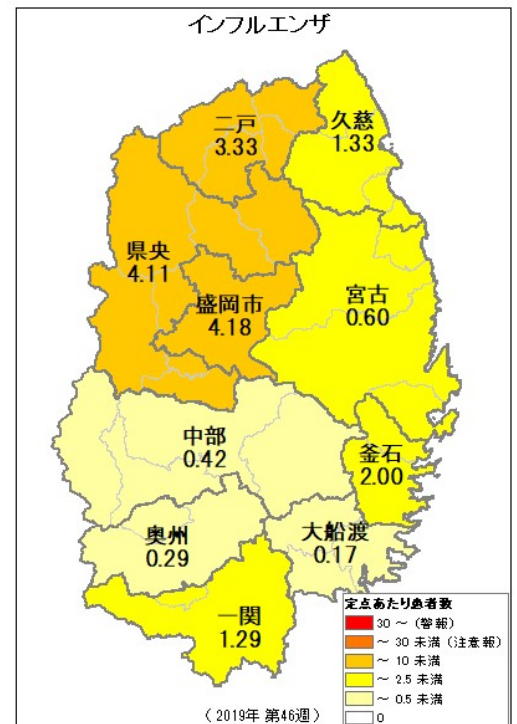 インフルエンザ
二戸
3.33
久慈
1.33
県央
4.11
盛岡市
4.18
宮古
0.60
中部
0.42
釜石
2.00
奥州
0.29
大船渡
0.17
一関
1.29
定点あたり患者数
30 ～ (警報)
～ 30 未満 (注意報)
～ 10 未満
～ 2.5 未満
～ 0.5 未満
0
（2019年 第46週）